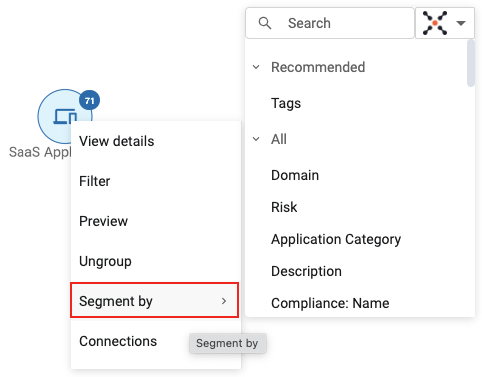 Search
Recommended
Tags
All
Domain
Risk
Application Category
Description
Compliance: Name
71
SaaS Appl
View details
Filter
Preview
Ungroup
Segment by
Connections
Segment by